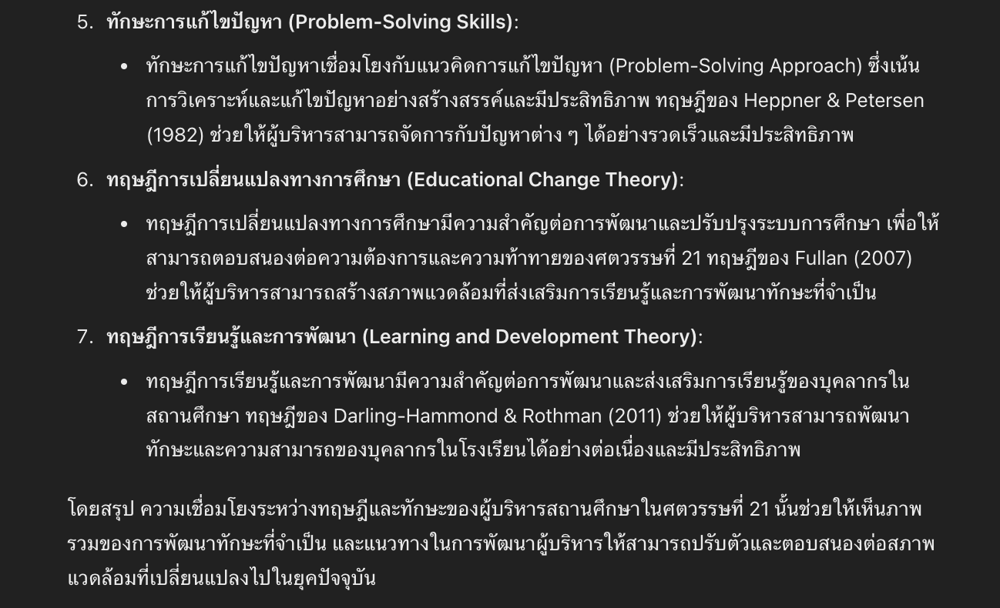 5. ทักษะการแก้ไขปัญหา (Problem-Solving Skills):
• ทักษะการแก้ไขปัญหาเชื่อมโยงกับแนวคิดการแก้ไขปัญหา (Problem-Solving Approach) ซึ่งเน้น
การวิเคราะห์และแก้ไขปัญหาอย่างสร้างสรรค์และมีประสิทธิภาพ ทฤษฎีของ Heppner & Petersen
(1982) ช่วยให้ผู้บริหารสามารถจัดการกับปัญหาต่าง ๆ ได้อย่างรวดเร็วและมีประสิทธิภาพ
6. ทฤษฎีการเปลี่ยนแปลงทางการศึกษา (Educational Change Theory):
• ทฤษฎีการเปลี่ยนแปลงทางการศึกษามีความสำคัญต่อการพัฒนาและปรับปรุงระบบการศึกษา เพื่อให้
สามารถตอบสนองต่อความต้องการและความท้าทายของศตวรรษที่ 21 ทฤษฎีของ Fullan (2007)
ช่วยให้ผู้บริหารสามารถสร้างสภาพแวดล้อมที่ส่งเสริมการเรียนรู้และการพัฒนาทักษะที่จำเป็น
7. ทฤษฎีการเรียนรู้และการพัฒนา (Learning and Development Theory):
• ทฤษฎีการเรียนรู้และการพัฒนามีความสำคัญต่อการพัฒนาและส่งเสริมการเรียนรู้ของบุคลากรใน
สถานศึกษา ทฤษฎีของ Darling-Hammond & Rothman (2011) ช่วยให้ผู้บริหารสามารถพัฒนา
ทักษะและความสามารถของบุคลากรในโรงเรียนได้อย่างต่อเนื่องและมีประสิทธิภาพ
โดยสรุป ความเชื่อมโยงระหว่างทฤษฎีและทักษะของผู้บริหารสถานศึกษาในศตวรรษที่ 21 นั้นช่วยให้เห็นภาพ
รวมของการพัฒนาทักษะที่จำเป็น และแนวทางในการพัฒนาผู้บริหารให้สามารถปรับตัวและตอบสนองต่อสภาพ
แวดล้อมที่เปลี่ยนแปลงไปในยุคปัจจุบัน